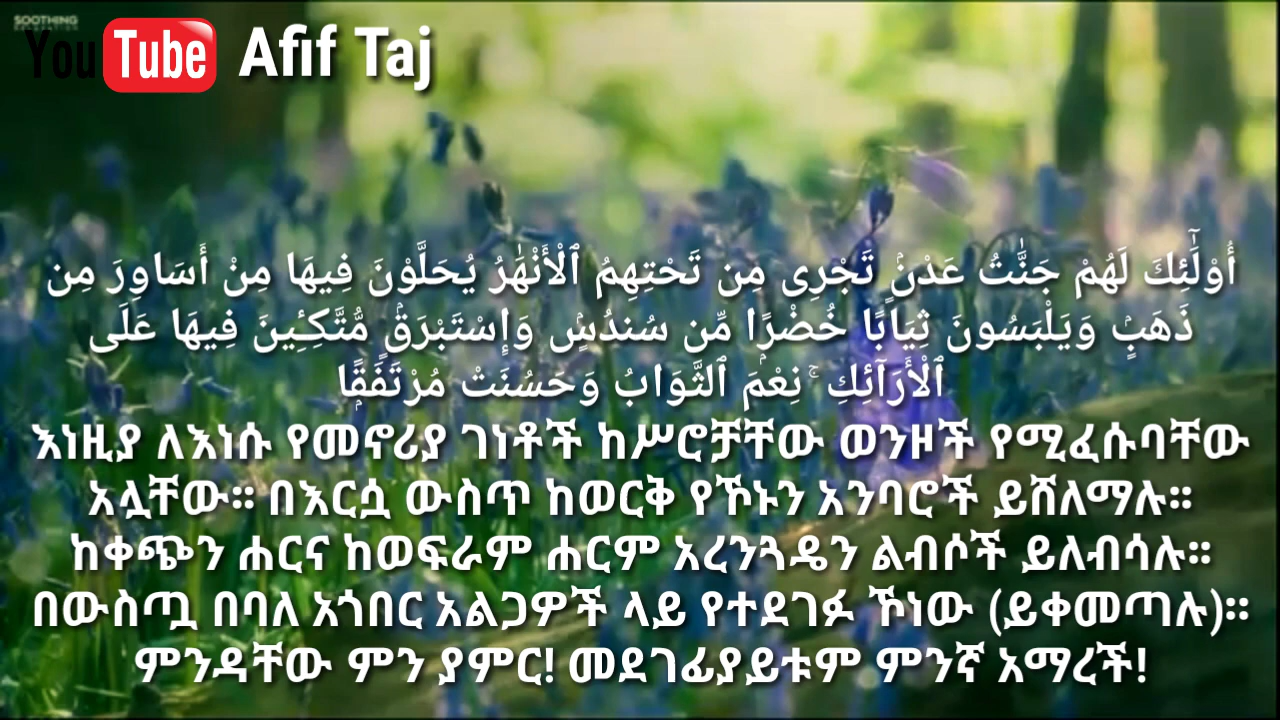 SOOTHING
RELAXATION
YouTube Afif Taj
أُو۟لَٰٓئِكَ لَهُمْ جَنَّٰتُ عَدْنٍۢ تَجْرِى مِن تَحْتِهِمُ ٱلْأَنْهَٰرُ يُحَلَّوْنَ فِيهَا مِنْ أَسَاوِرَ مِن
ذَهَبٍۢ وَيَلْبَسُونَ ثِيَابًا خُضْرًۭا مِّن سُندُسٍۢ وَإِسْتَبْرَقٍۢ مُّتَّكِـِٔينَ فِيهَا عَلَى
ٱلْأَرَآئِكِ ۚ نِعْمَ ٱلثَّوَابُ وَحَسُنَتْ مُرْتَفَقًۭا
እነዚያ ለእነሱ የመኖሪያ ገነቶች ከሥሮቻቸው ወንዞች የሚፈሱባቸው
አሏቸው፡፡ በእርሷ ውስጥ ከወርቅ የኾኑን አንባሮች ይሸለማሉ፡፡
ከቀጭን ሐርና ከወፍራም ሐርም አረንጓዴን ልብሶች ይለብሳሉ፡፡
በውስጧ በባለ አጎበር አልጋዎች ላይ የተደገፉ ኾነው (ይቀመጣሉ)፡፡
ምንዳቸው ምን ያምር! መደገፊያይቱም ምንኛ አማረች!